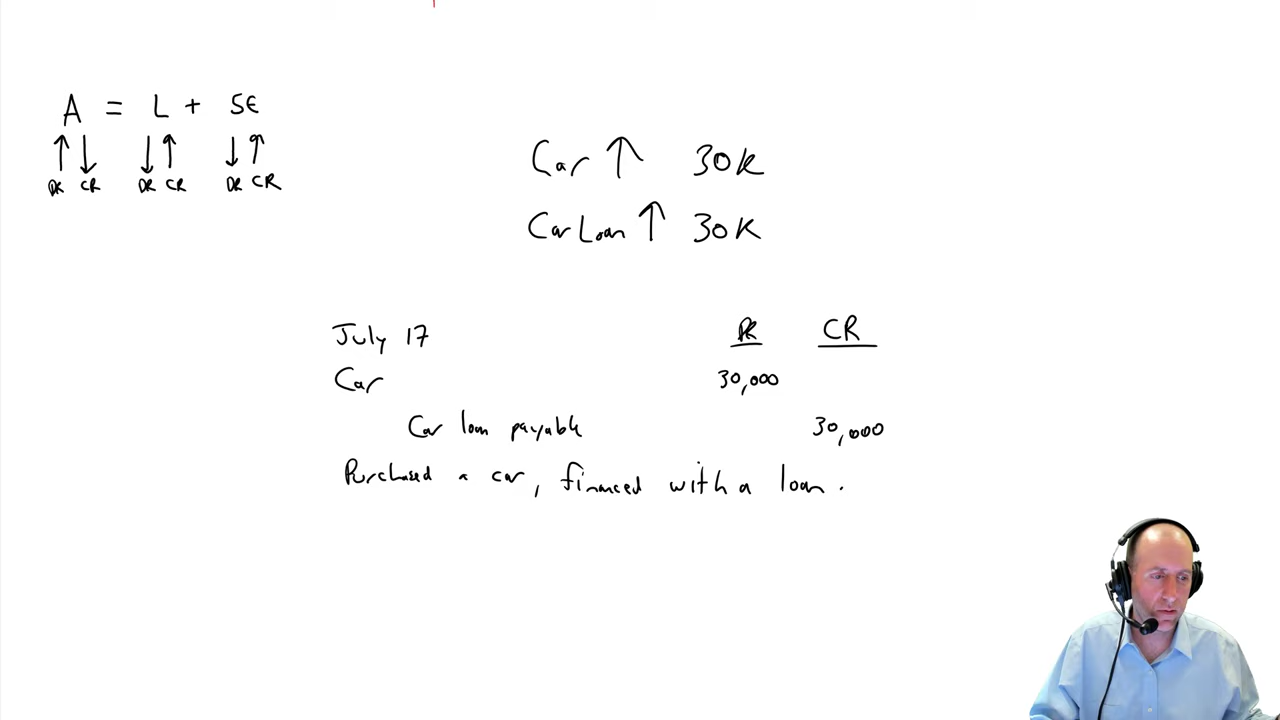 A = L + SE
DR CR DR CR DR CR
Car ↑ 30K
Car Loan ↑ 30K
July 17 DR CR
Car 30,000
Car loan payable 30,000
Purchased a car, financed with a loan.